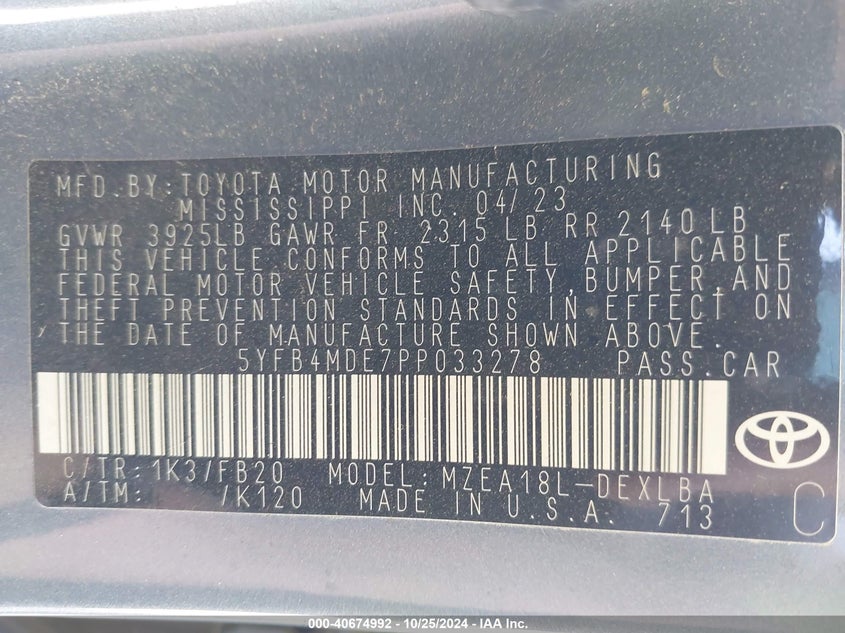 MFD.BY:TOYOTA MOTOR MANUFACTURING
MISSISSIPPI INC. 04/23
GVWR 3925LB GAWR FR 2315 LB RR 2140 LB
THIS VEHICLE CONFORMS TO ALL APPLICABLE
FEDERAL MOTOR VEHICLE SAFETY,BUMPER,AND
THEFT PREVENTION STANDARDS IN EFFECT ON
THE DATE OF MANUFACTURE SHOWN ABOVE.
5YFB4MDE7PP033278 PASS.CAR
C/TR:1K3/FB20 MODEL:MZEA18L-DEXLBA
A/TM: /K120 MADE IN U.S.A. 713
C
000-40674992 - 10/25/2024 - IAA Inc.